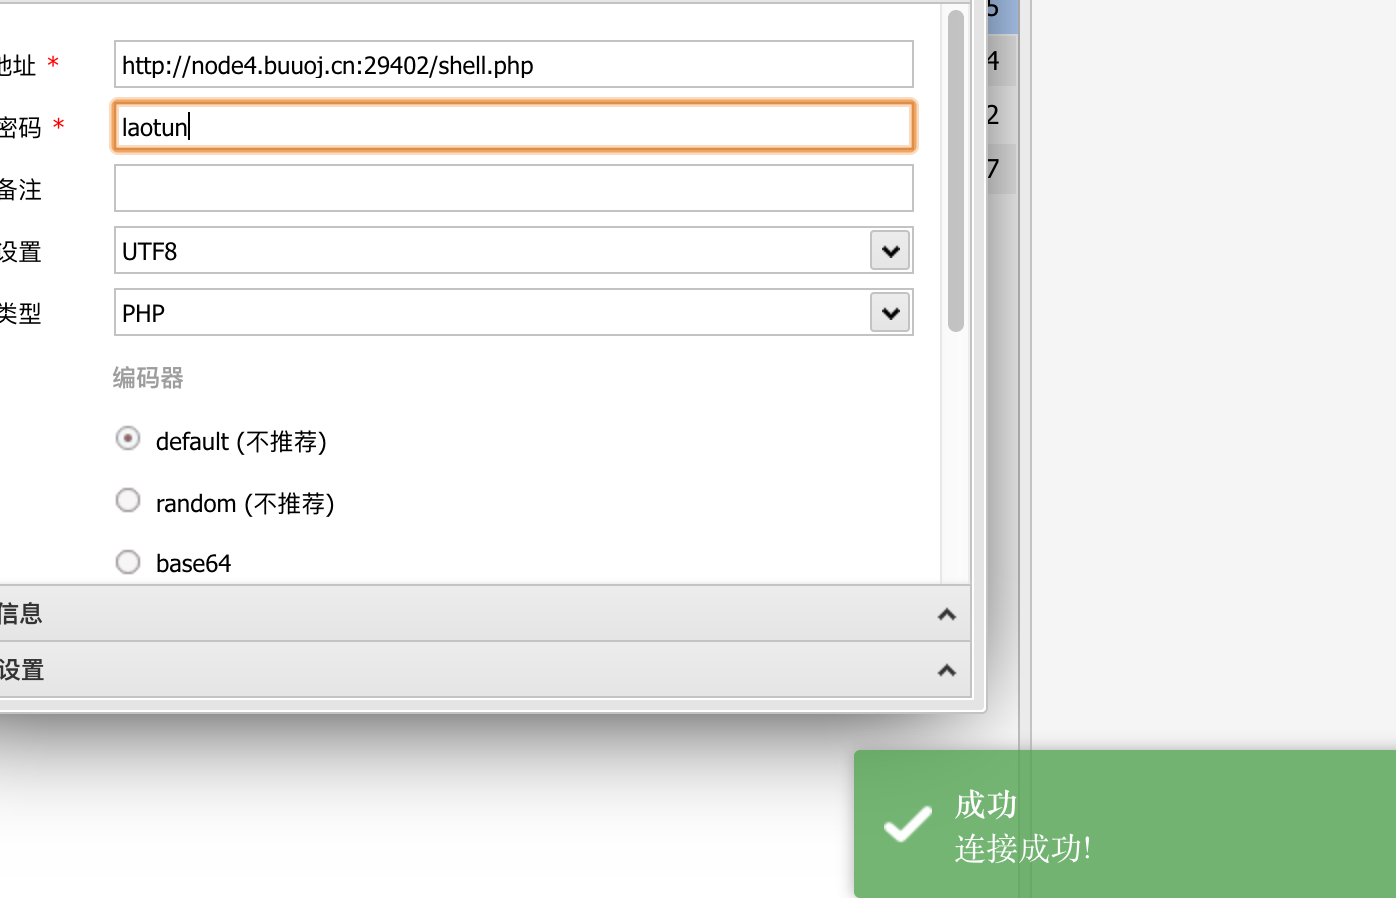 地址 *
http://node4.buuoj.cn:29402/shell.php
密码 *
laotun
备注
设置
UTF8
类型
PHP
编码器
default (不推荐)
random (不推荐)
base64
信息
设置
5
4
2
7
成功
连接成功!